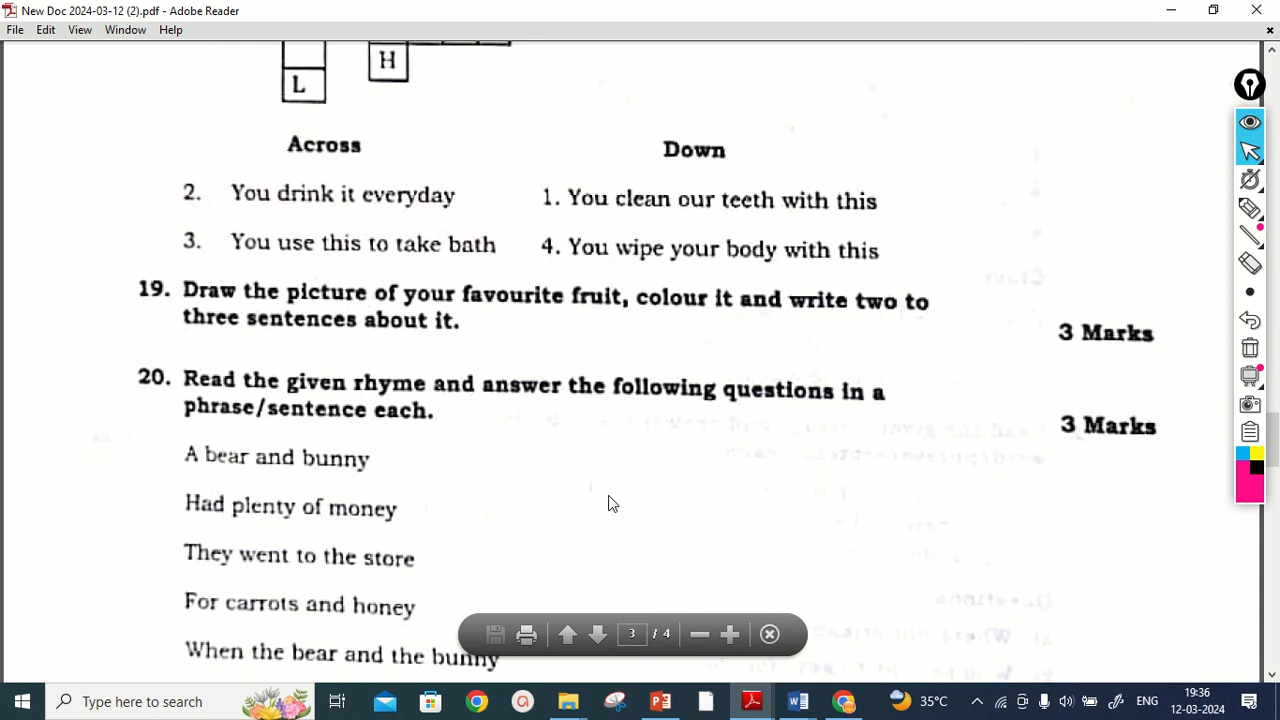 New Doc 2024-03-12 (2).pdf - Adobe Reader
File Edit View Window Help
H
L
Across Down
2. You drink it everyday 1. You clean our teeth with this
3. You use this to take bath 4. You wipe your body with this
19. Draw the picture of your favourite fruit, colour it and write two to
three sentences about it.
3 Marks
20. Read the given rhyme and answer the following questions in a
phrase/sentence each.
3 Marks
A bear and bunny
Had plenty of money
They went to the store
For carrots and honey
When the bear and the bunny
3 / 4
Type here to search
35°C ENG 19:36
12-03-2024